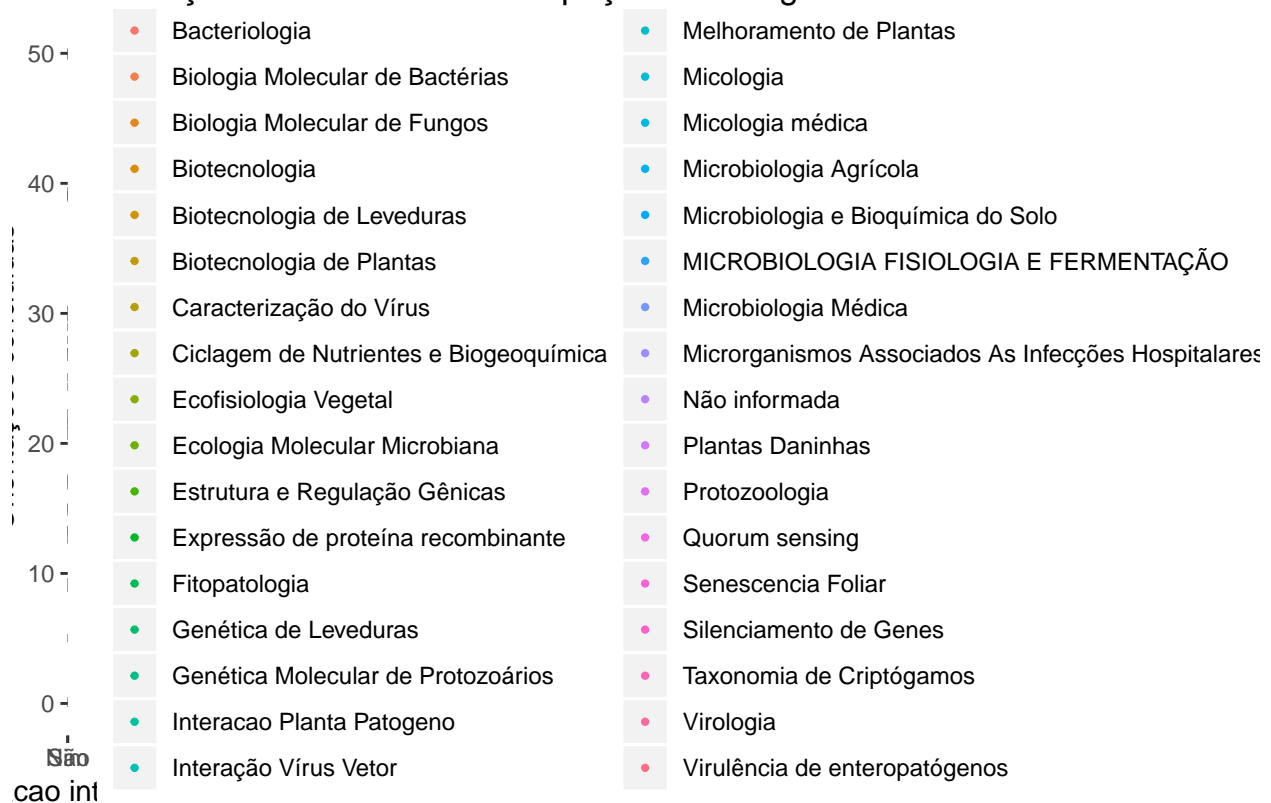 50
40
30
20
10
0
cao int
Bacteriologia
Biologia Molecular de Bactérias
Biologia Molecular de Fungos
Biotecnologia
Biotecnologia de Leveduras
Biotecnologia de Plantas
Caracterização do Vírus
Ciclagem de Nutrientes e Biogeoquímica
Ecofisiologia Vegetal
Ecologia Molecular Microbiana
Estrutura e Regulação Gênicas
Expressão de proteína recombinante
Fitopatologia
Genética de Leveduras
Genética Molecular de Protozoários
Interacao Planta Patogeno
Interação Vírus Vetor
Melhoramento de Plantas
Micologia
Micologia médica
Microbiologia Agrícola
Microbiologia e Bioquímica do Solo
MICROBIOLOGIA FISIOLOGIA E FERMENTAÇÃO
Microbiologia Médica
Microrganismos Associados As Infecções Hospitalares
Não informada
Plantas Daninhas
Protozoologia
Quorum sensing
Senescencia Foliar
Silenciamento de Genes
Taxonomia de Criptógamos
Virologia
Virulência de enteropatógenos